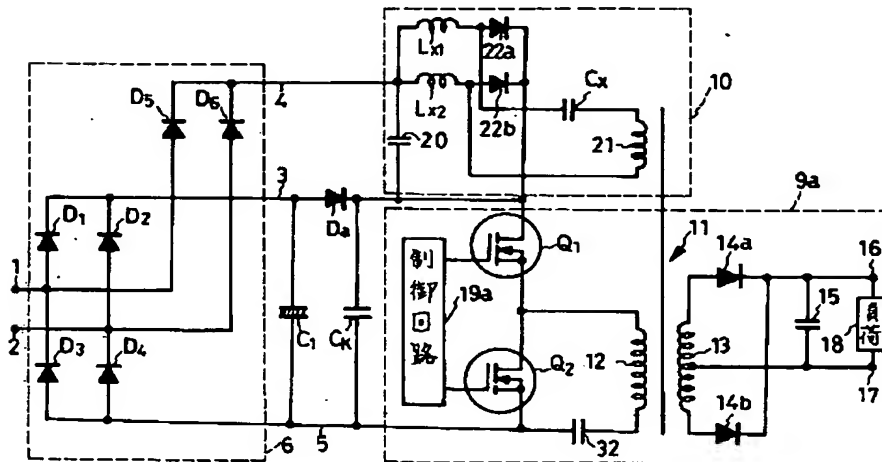 Lx1
22a
Lx2
22b
Cx
10
D5
D6
4
20
21
3
Da
9a
D1
D2
1
2
Q1
11
14a
16
制御回路
19a
C1
CK
12
13
15
負荷
18
D3
D4
Q2
17
14b
6
5
32